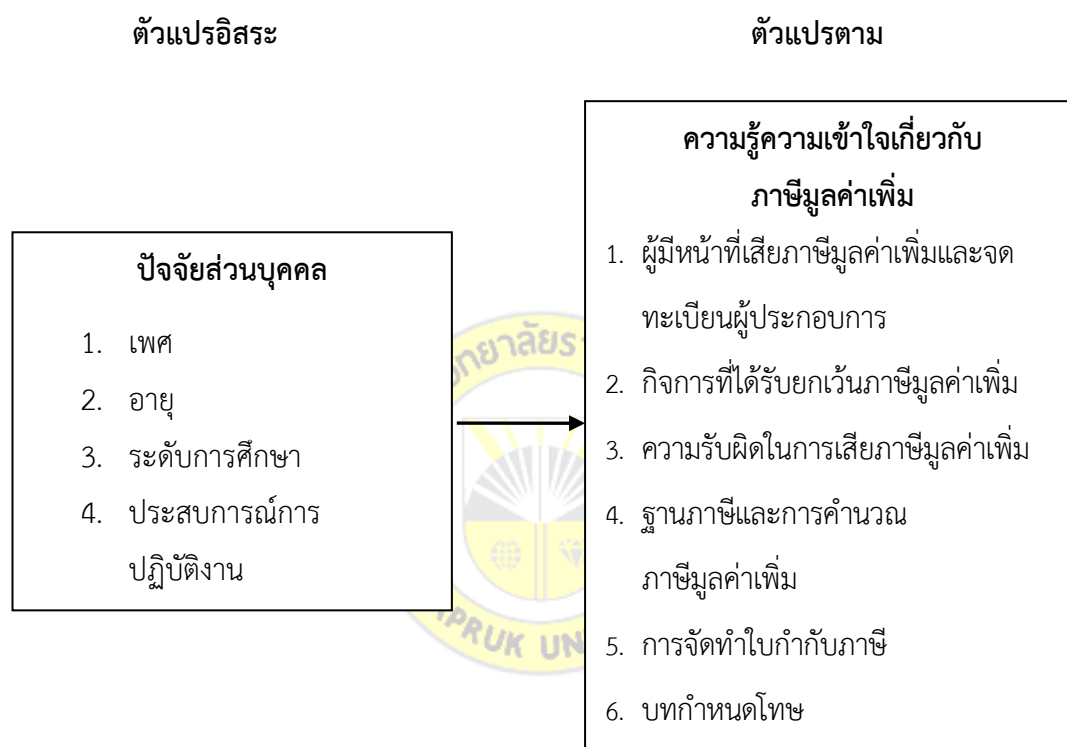 ตัวแปรอิสระ
ตัวแปรตาม
ปัจจัยส่วนบุคคล
1. เพศ
2. อายุ
3. ระดับการศึกษา
4. ประสบการณ์การ
ปฏิบัติงาน
ความรู้ความเข้าใจเกี่ยวกับ
ภาษีมูลค่าเพิ่ม
1. ผู้มีหน้าที่เสียภาษีมูลค่าเพิ่มและจด
ทะเบียนผู้ประกอบการ
2. กิจการที่ได้รับยกเว้นภาษีมูลค่าเพิ่ม
3. ความรับผิดในการเสียภาษีมูลค่าเพิ่ม
4. ฐานภาษีและการคำนวณ
ภาษีมูลค่าเพิ่ม
5. การจัดทำใบกำกับภาษี
6. บทกำหนดโทษ